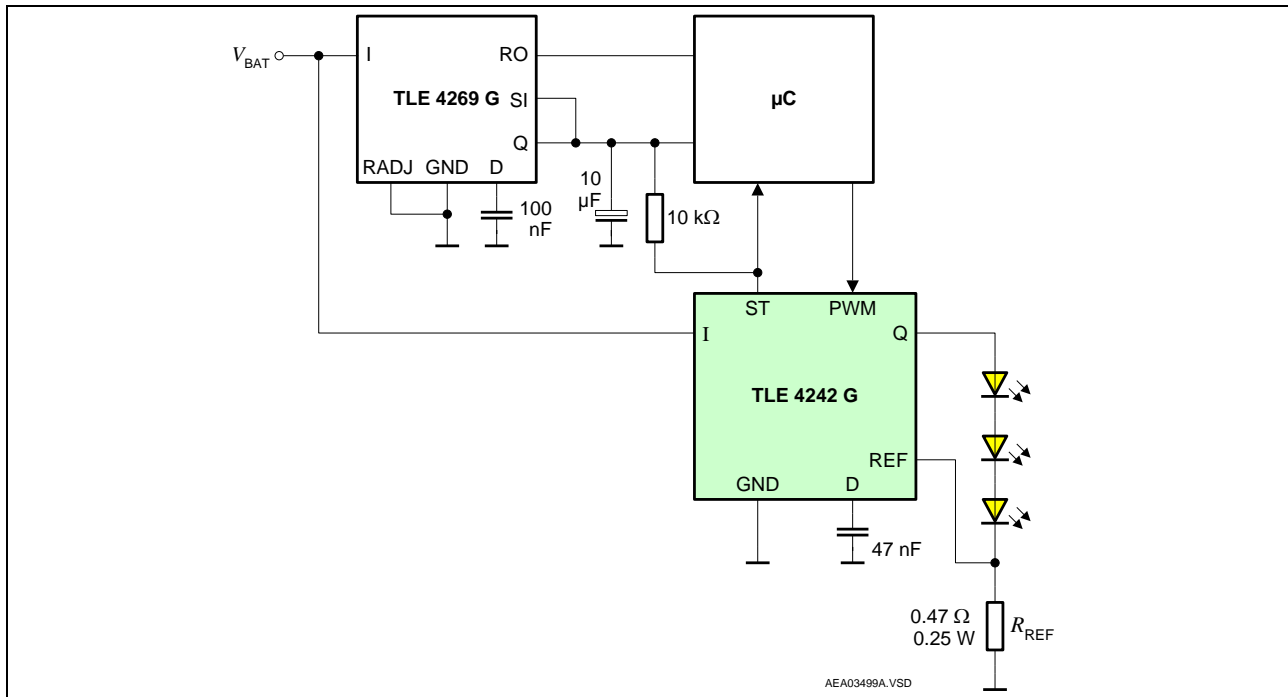 V_BAT
I
RO
TLE 4269 G
SI
Q
RADJ
GND
D
µC
100
nF
10
µF
10 kΩ
ST
PWM
I
Q
TLE 4242 G
REF
GND
D
47 nF
0.47 Ω
0.25 W
R_REF
AEA03499A.VSD